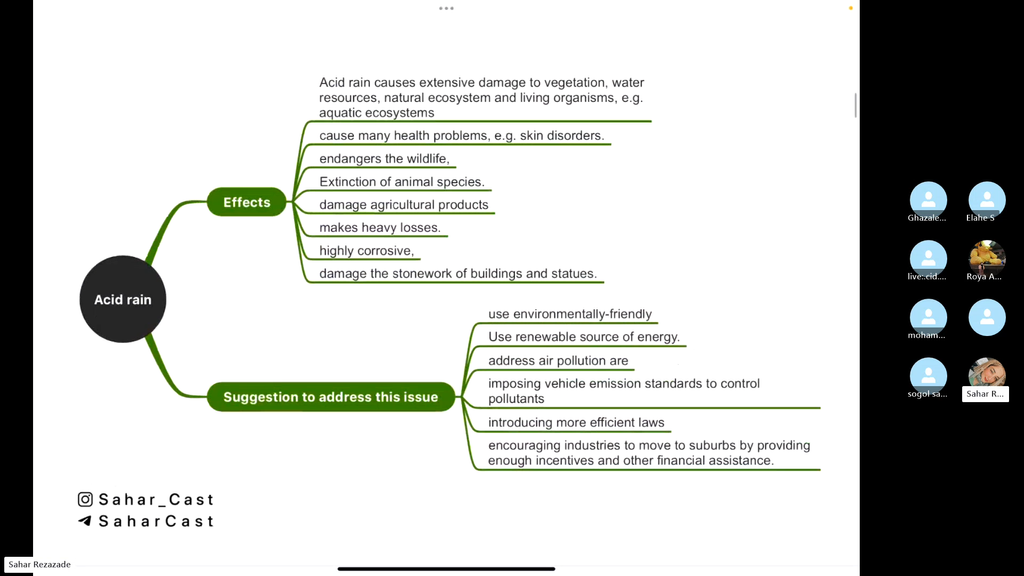 Acid rain causes extensive damage to vegetation, water
resources, natural ecosystem and living organisms, e.g.
aquatic ecosystems
cause many health problems, e.g. skin disorders.
endangers the wildlife,
Extinction of animal species.
Effects
damage agricultural products
makes heavy losses.
highly corrosive,
damage the stonework of buildings and statues.
Acid rain
use environmentally-friendly
Use renewable source of energy.
address air pollution are
imposing vehicle emission standards to control
pollutants
Suggestion to address this issue
introducing more efficient laws
encouraging industries to move to suburbs by providing
enough incentives and other financial assistance.
Sahar_Cast
SaharCast
Sahar Rezazade
Ghazale...
Elahe S
live:.cid....
Roya A...
moham...
sogol sa...
Sahar R...